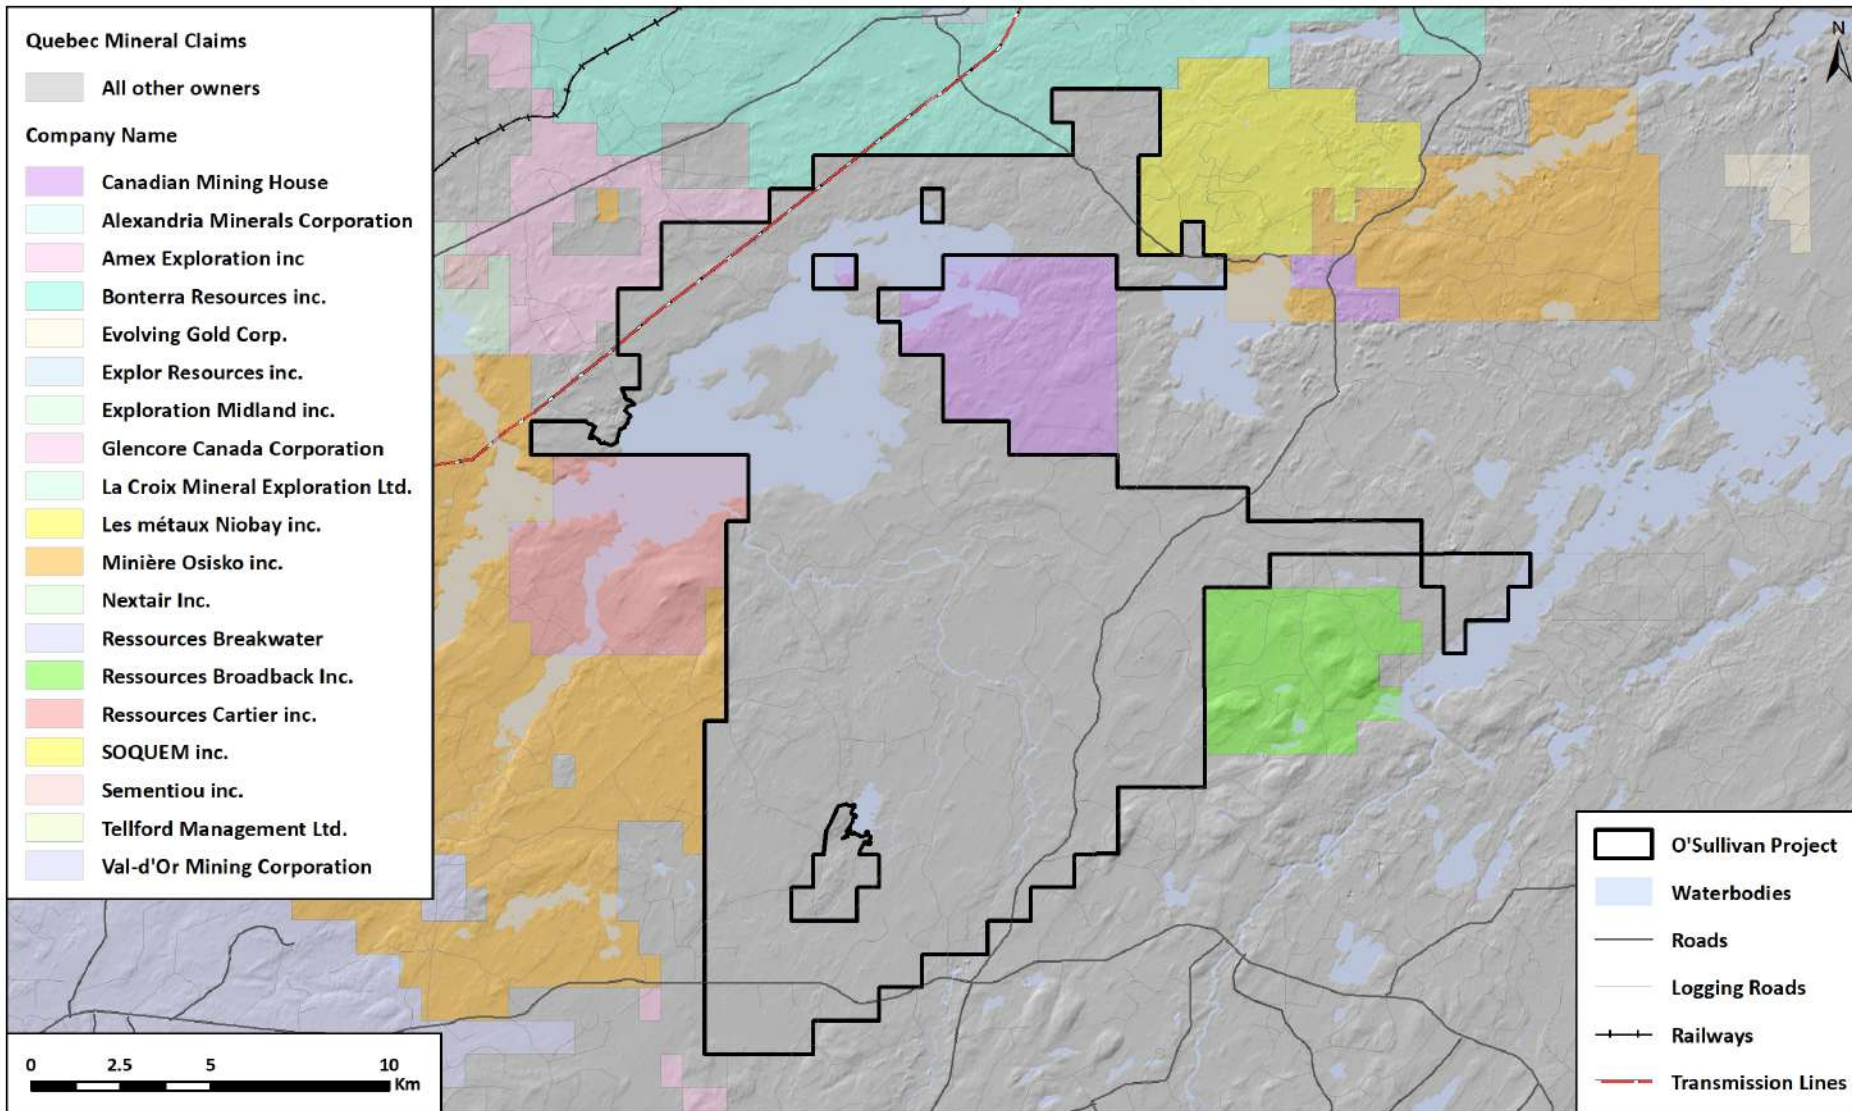 Quebec Mineral Claims
All other owners
Company Name
Canadian Mining House
Alexandria Minerals Corporation
Amex Exploration inc
Bonterra Resources inc.
Evolving Gold Corp.
Explor Resources inc.
Exploration Midland inc.
Glencore Canada Corporation
La Croix Mineral Exploration Ltd.
Les métaux Niobay inc.
Minière Osisko inc.
Nextair Inc.
Ressources Breakwater
Ressources Broadback Inc.
Ressources Cartier inc.
SOQUEM inc.
Sementiou inc.
Tellford Management Ltd.
Val-d'Or Mining Corporation
0 2.5 5 10
Km
N
O'Sullivan Project
Waterbodies
Roads
Logging Roads
Railways
Transmission Lines